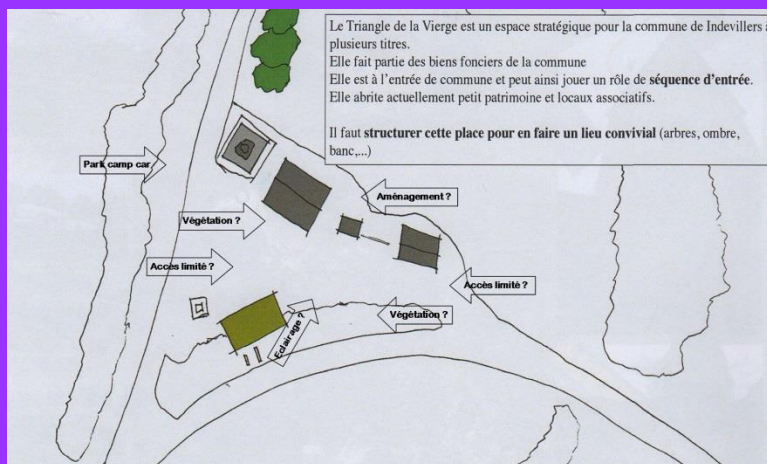 Le Triangle de la Vierge est un espace stratégique pour la commune de Indevillers à
plusieurs titres.
Elle fait partie des biens fonciers de la commune
Elle est à l'entrée de commune et peut ainsi jouer un rôle de séquence d'entrée.
Elle abrite actuellement petit patrimoine et locaux associatifs.
Il faut structurer cette place pour en faire un lieu convivial (arbres, ombre,
banc,...)
Park camp car
Aménagement ?
Végétation ?
Accès limité ?
Accès limité ?
Végétation ?
Eclairage ?